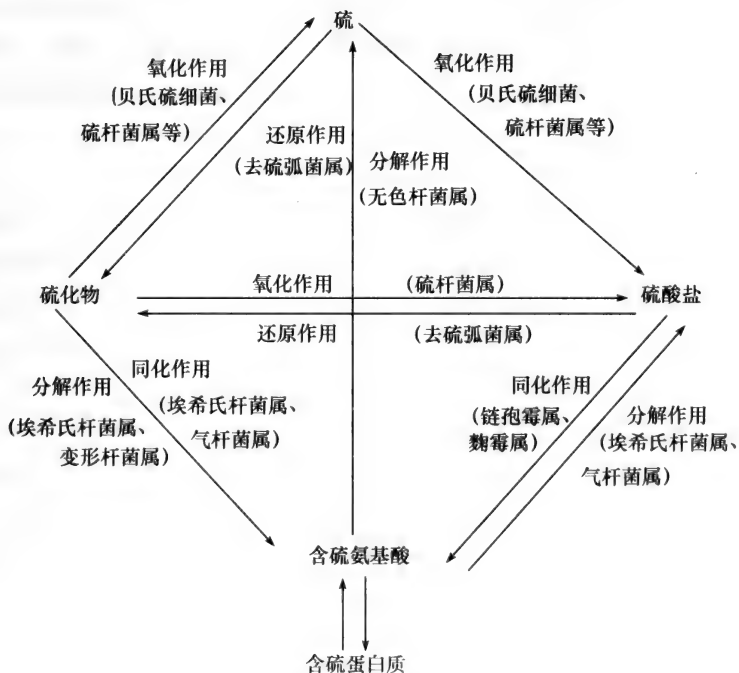 硫
氧化作用
(贝氏硫细菌、
硫杆菌属等)
氧化作用
(贝氏硫细菌、
硫杆菌属等)
还原作用
(去硫弧菌属)
分解作用
(无色杆菌属)
硫化物
氧化作用
(硫杆菌属)
硫酸盐
还原作用
(去硫弧菌属)
分解作用
(埃希氏杆菌属、
变形杆菌属)
同化作用
(埃希氏杆菌属、
气杆菌属)
同化作用
(链孢霉属、
麴霉属)
分解作用
(埃希氏杆菌属、
气杆菌属)
含硫氨基酸
含硫蛋白质